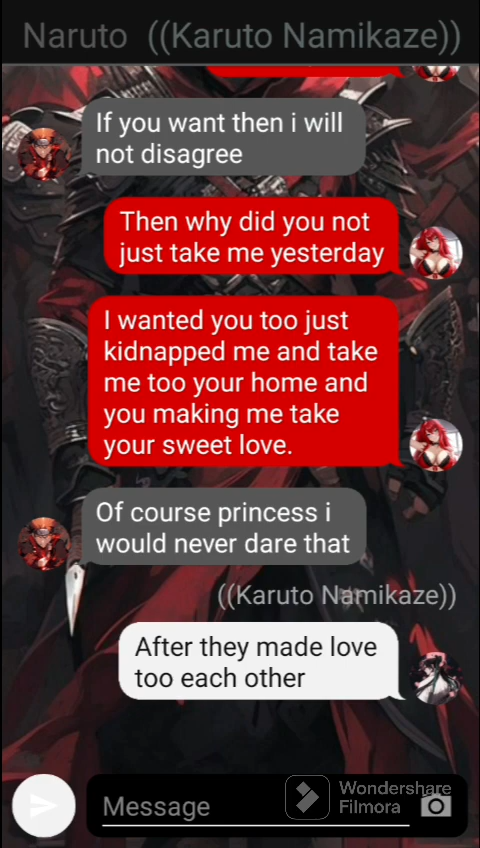 Naruto ((Karuto Namikaze))
If you want then i will
not disagree
Then why did you not
just take me yesterday
I wanted you too just
kidnapped me and take
me too your home and
you making me take
your sweet love.
Of course princess i
would never dare that
((Karuto Namikaze))
After they made love
too each other
Message
Wondershare
Filmora